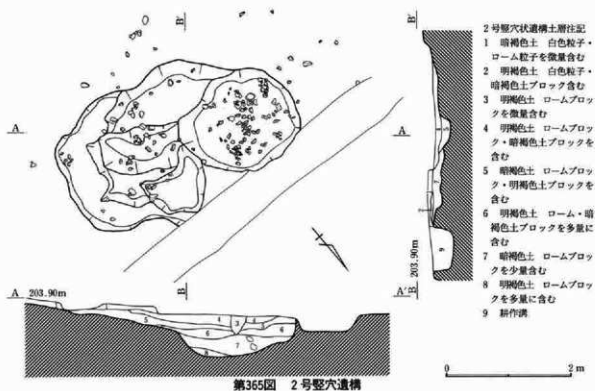 B'
B'
2号竪穴状遺構土層注記
1 暗褐色土 白色粒子・
ローム粒子を微量含む
2 明褐色土 白色粒子・
暗褐色土ブロック含む
3 明褐色土 ロームブロッ
クを微量含む
4 明褐色土 ロームブロッ
ク・暗褐色土ブロックを
含む
5 暗褐色土 ロームブロッ
ク・明褐色土ブロックを
含む
6 明褐色土 ローム・暗
褐色土ブロックを多量に
含む
7 暗褐色土 ロームブロッ
クを少量含む
8 明褐色土 ロームブロッ
クを多量に含む
9 耕作溝
A
A
5
9
203.90m
B
B
A'
A 203.90m
4
5
3
6
6
7
8
0 2 m
第365図 2号竪穴遺構